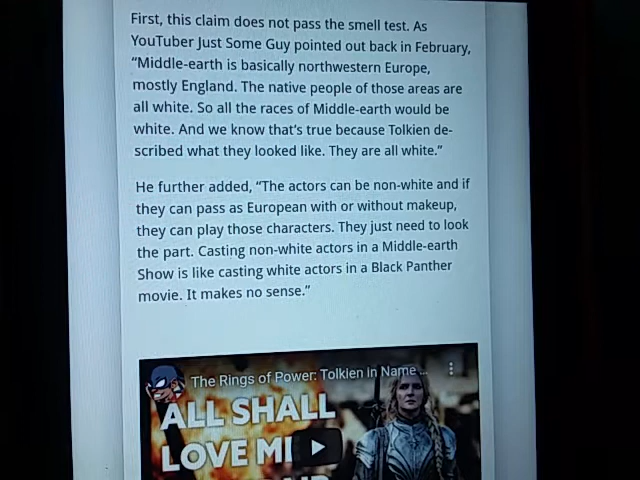 First, this claim does not pass the smell test. As
YouTuber Just Some Guy pointed out back in February,
“Middle-earth is basically northwestern Europe,
mostly England. The native people of those areas are
all white. So all the races of Middle-earth would be
white. And we know that’s true because Tolkien de-
scribed what they looked like. They are all white.”
He further added, “The actors can be non-white and if
they can pass as European with or without makeup,
they can play those characters. They just need to look
the part. Casting non-white actors in a Middle-earth
Show is like casting white actors in a Black Panther
movie. It makes no sense.”
The Rings of Power: Tolkien in Name ...
ALL SHALL
LOVE